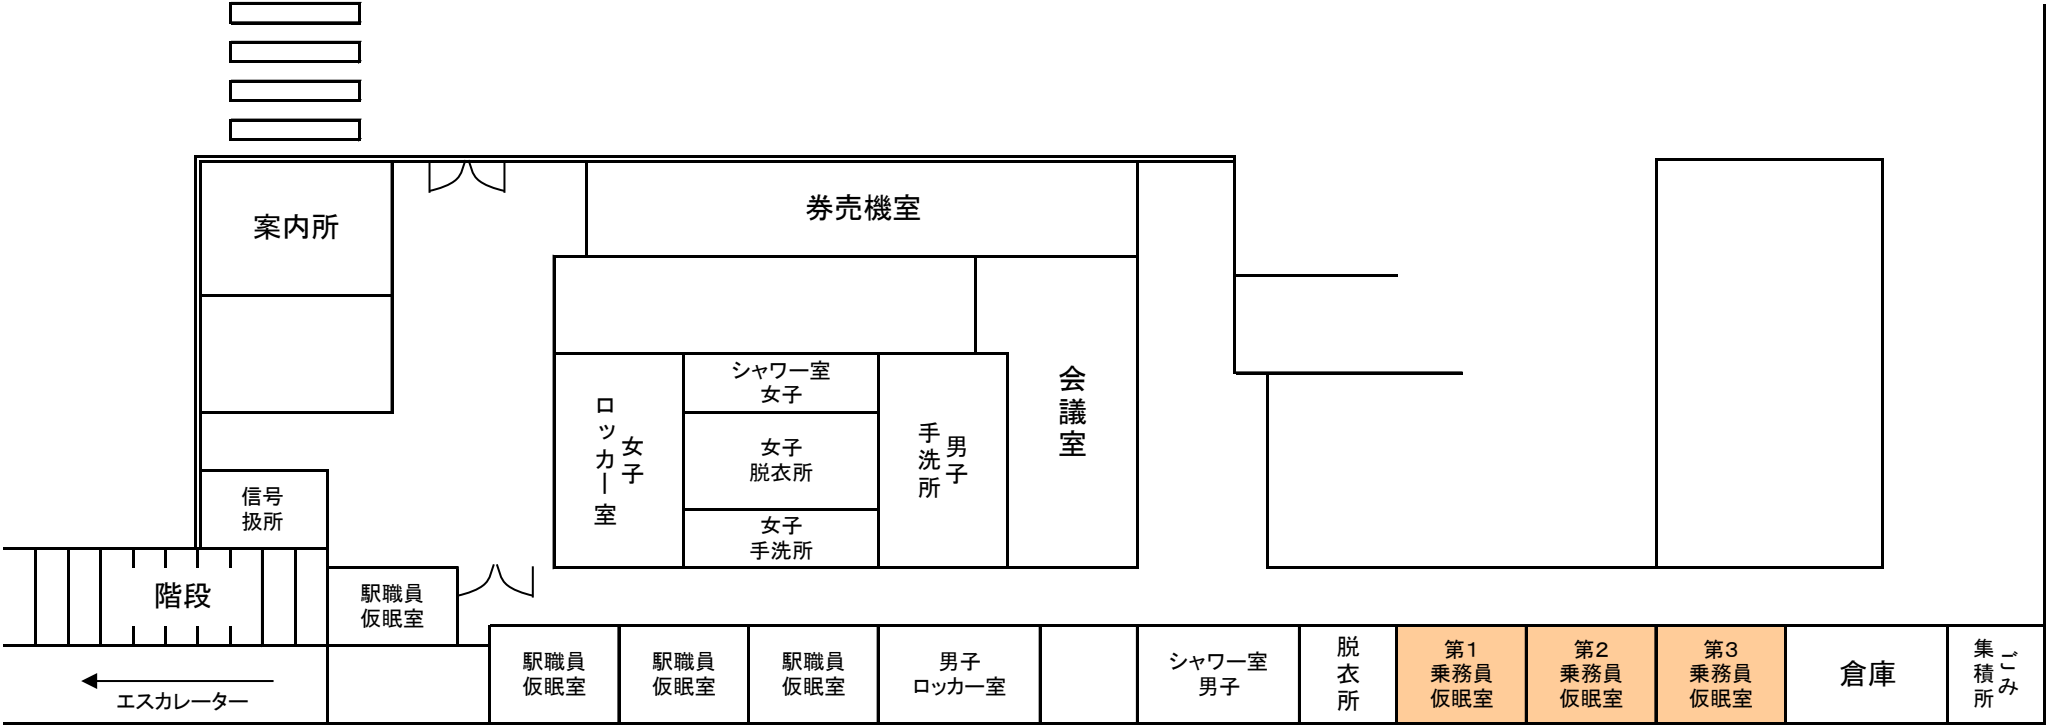 案内所
券売機室
会議室
シャワー室
女子
女子
ロッカー室
女子
脱衣所
男子
手洗所
女子
手洗所
信号
扱所
階段
駅職員
仮眠室
エスカレーター
駅職員
仮眠室
駅職員
仮眠室
駅職員
仮眠室
男子
ロッカー室
シャワー室
男子
脱衣所
第1
乗務員
仮眠室
第2
乗務員
仮眠室
第3
乗務員
仮眠室
倉庫
ごみ
集積所